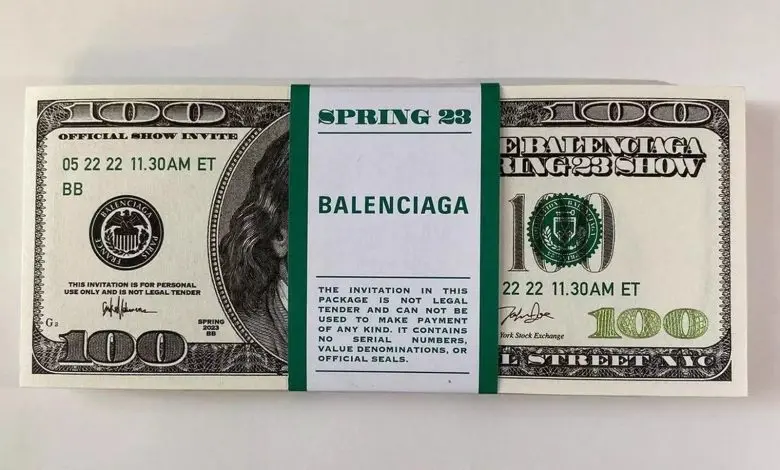 100
OFFICIAL SHOW INVITE
05 22 22 11.30AM ET
BB
BALENCIAGA
PARIS
FRANCE
THIS INVITATION IS FOR PERSONAL
USE ONLY AND IS NOT LEGAL TENDER
G2
SPRING
2023
BB
100
SPRING 23
BALENCIAGA
THE INVITATION IN THIS
PACKAGE IS NOT LEGAL
TENDER AND CAN NOT BE
USED TO MAKE PAYMENT
OF ANY KIND. IT CONTAINS
NO SERIAL NUMBERS,
VALUE DENOMINATIONS, OR
OFFICIAL SEALS.
100
E BALENCIAGA
RING 23 SHOW
100
22 22 11.30AM ET
York Stock Exchange
100
L STREET NYC